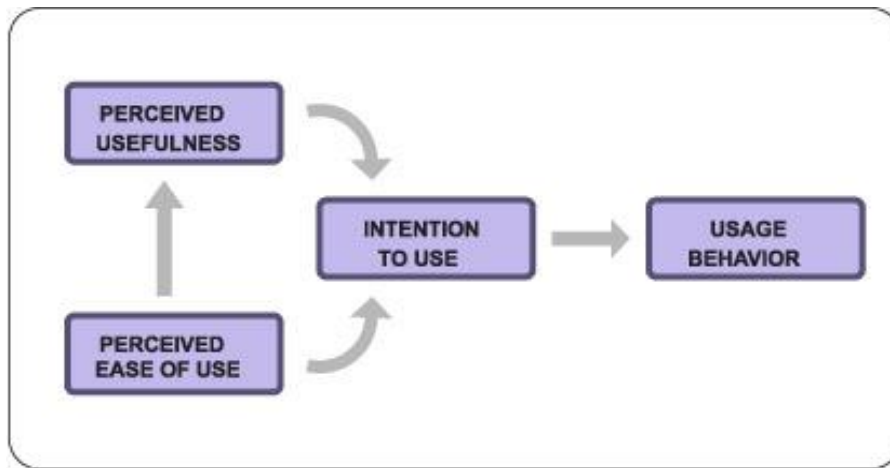 PERCEIVED
USEFULNESS
INTENTION
TO USE
USAGE
BEHAVIOR
PERCEIVED
EASE OF USE